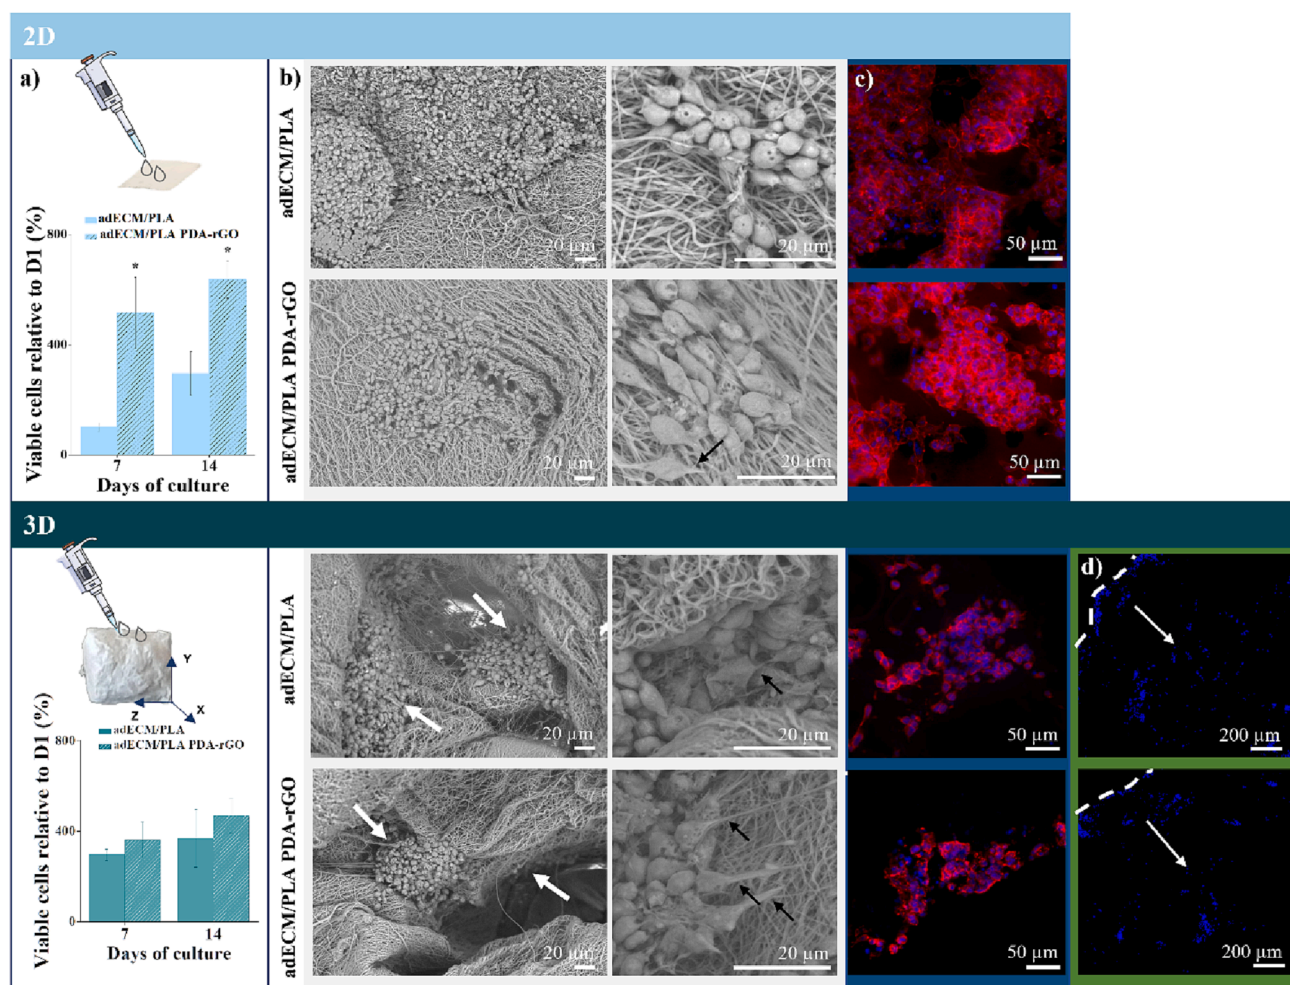 2D
a)
adECM/PLA
adECM/PLA PDA-rGO
Viable cells relative to D1 (%)
800
400
0
*
*
7
14
Days of culture
b)
adECM/PLA
20 µm
20 µm
adECM/PLA PDA-rGO
20 µm
20 µm
c)
50 µm
50 µm
3D
Y
Z
X
adECM/PLA
adECM/PLA PDA-rGO
Viable cells relative to D1 (%)
800
400
0
7
14
Days of culture
adECM/PLA
20 µm
20 µm
50 µm
d)
200 µm
adECM/PLA PDA-rGO
20 µm
20 µm
50 µm
200 µm